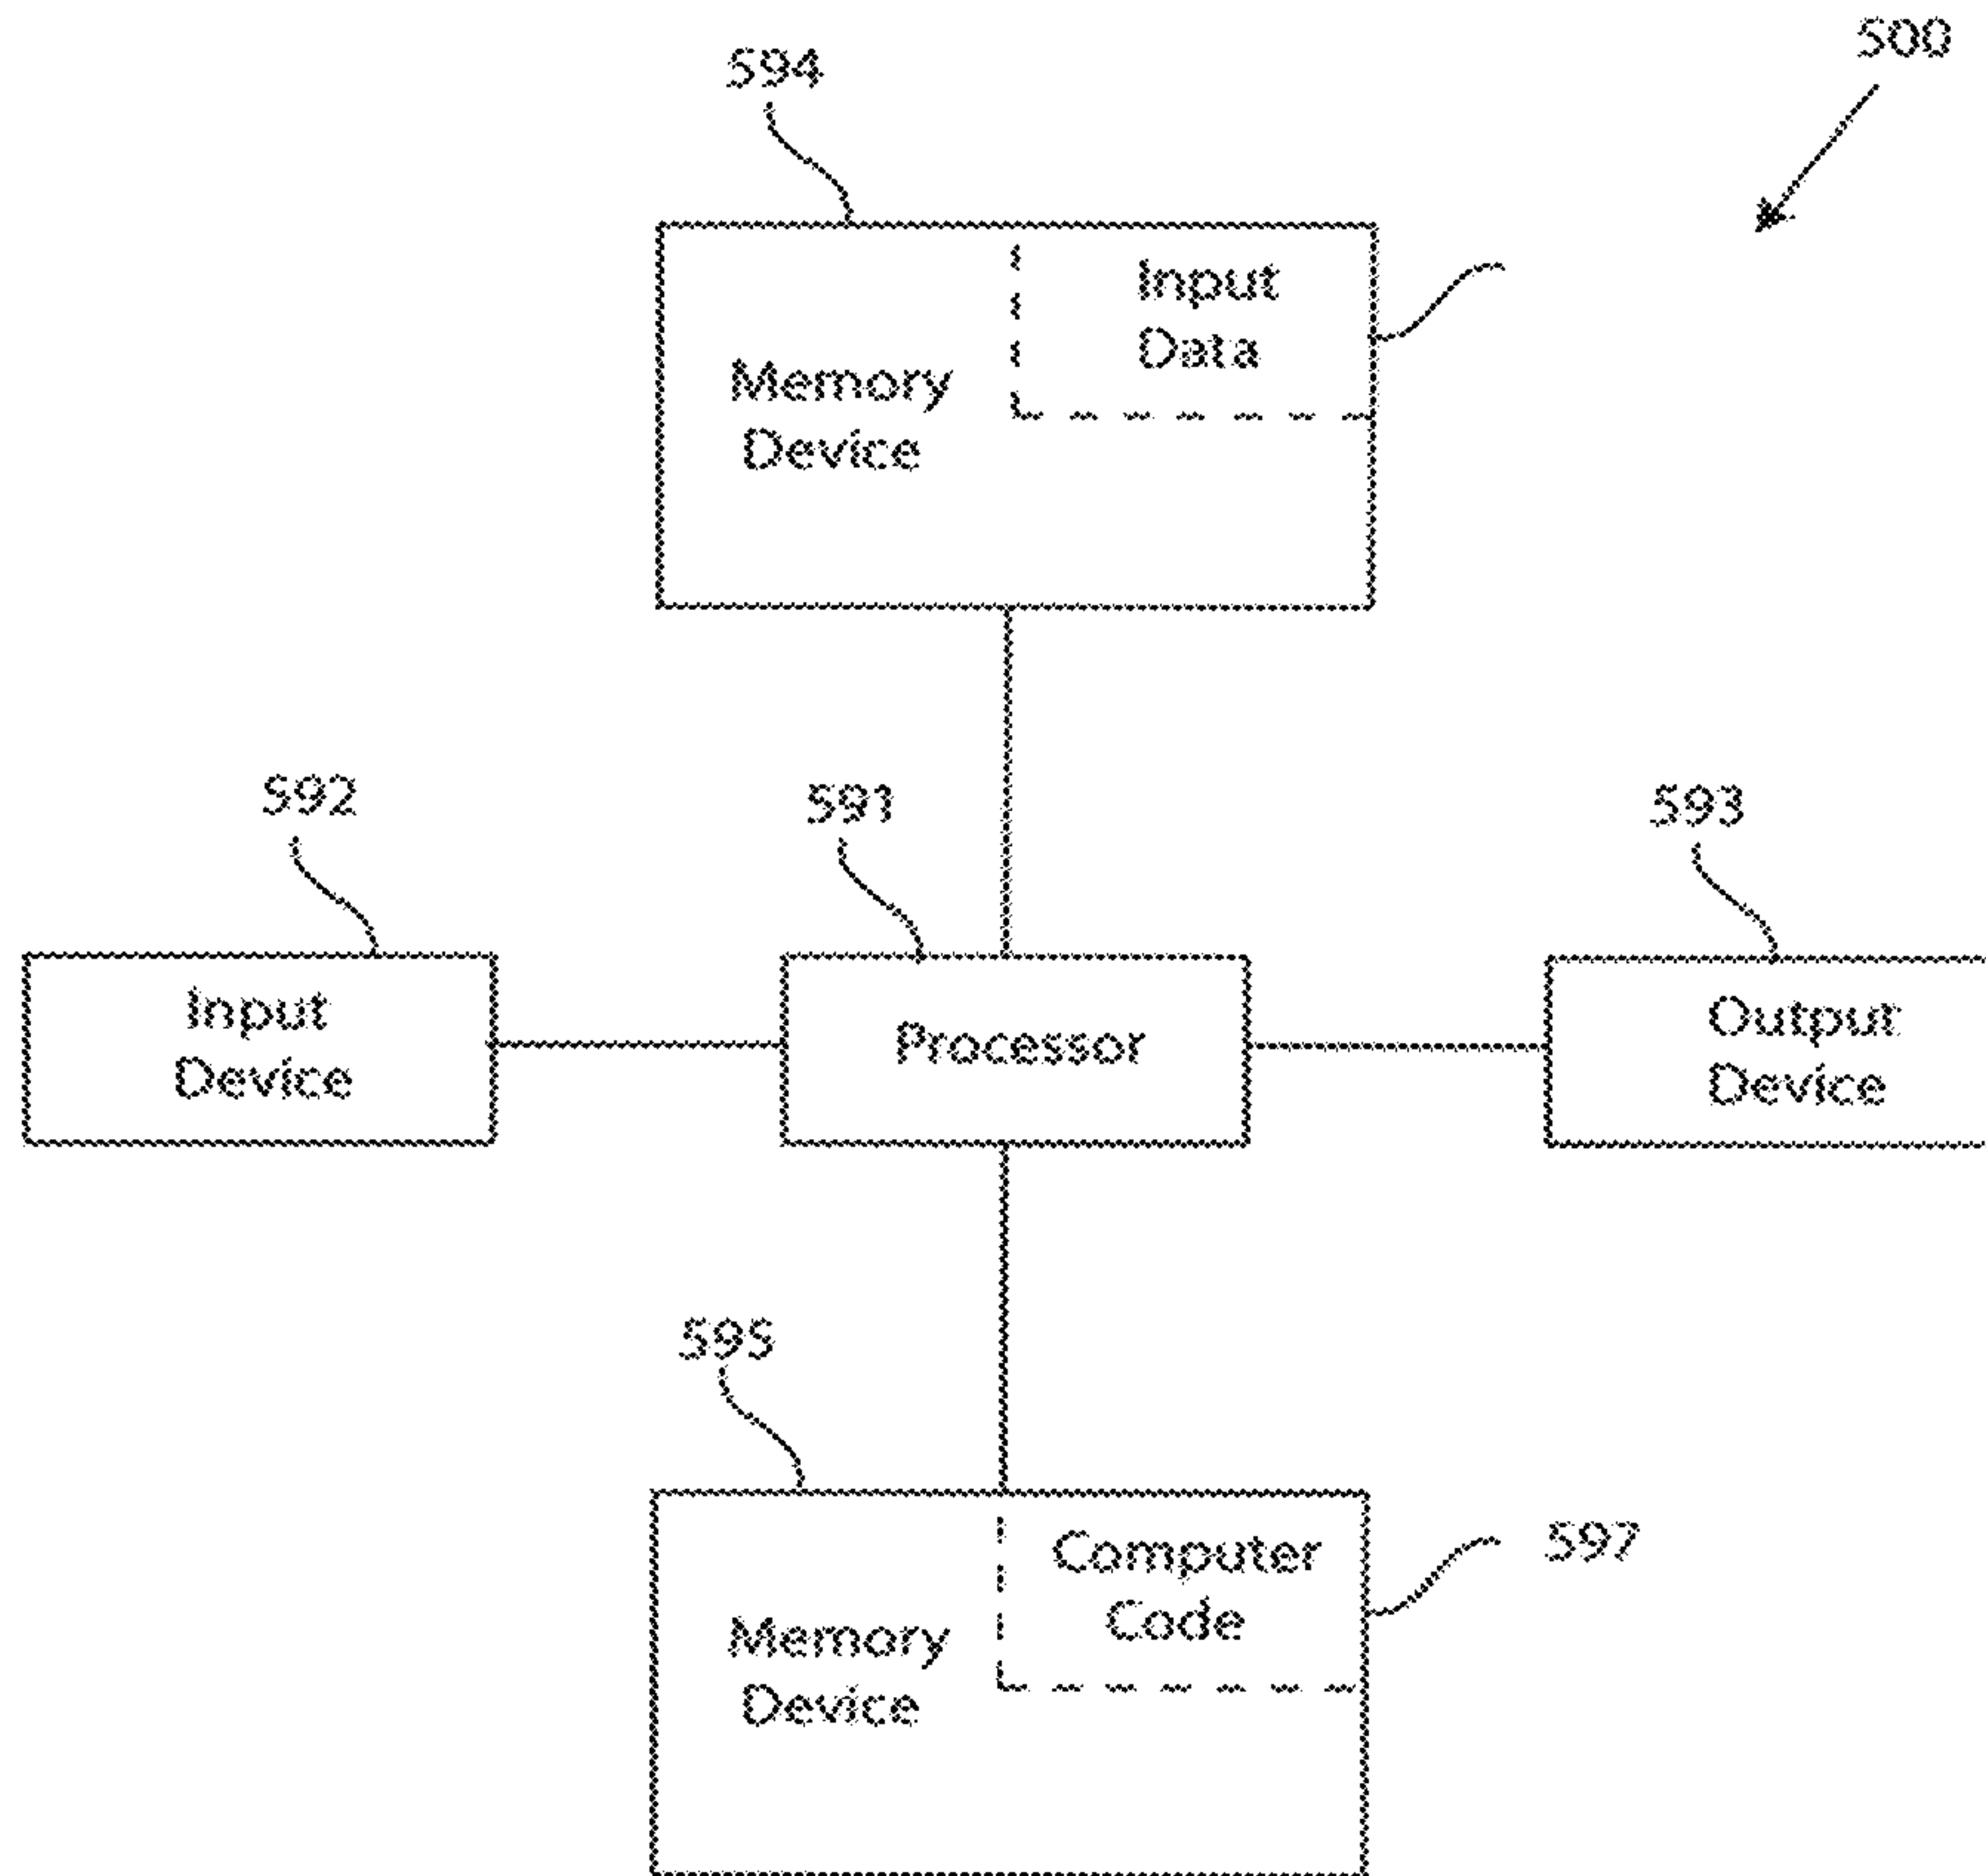 594
500
Input
Data
Memory
Device
592
591
593
Input
Device
Processor
Output
Device
595
Computer
Code
597
Memory
Device